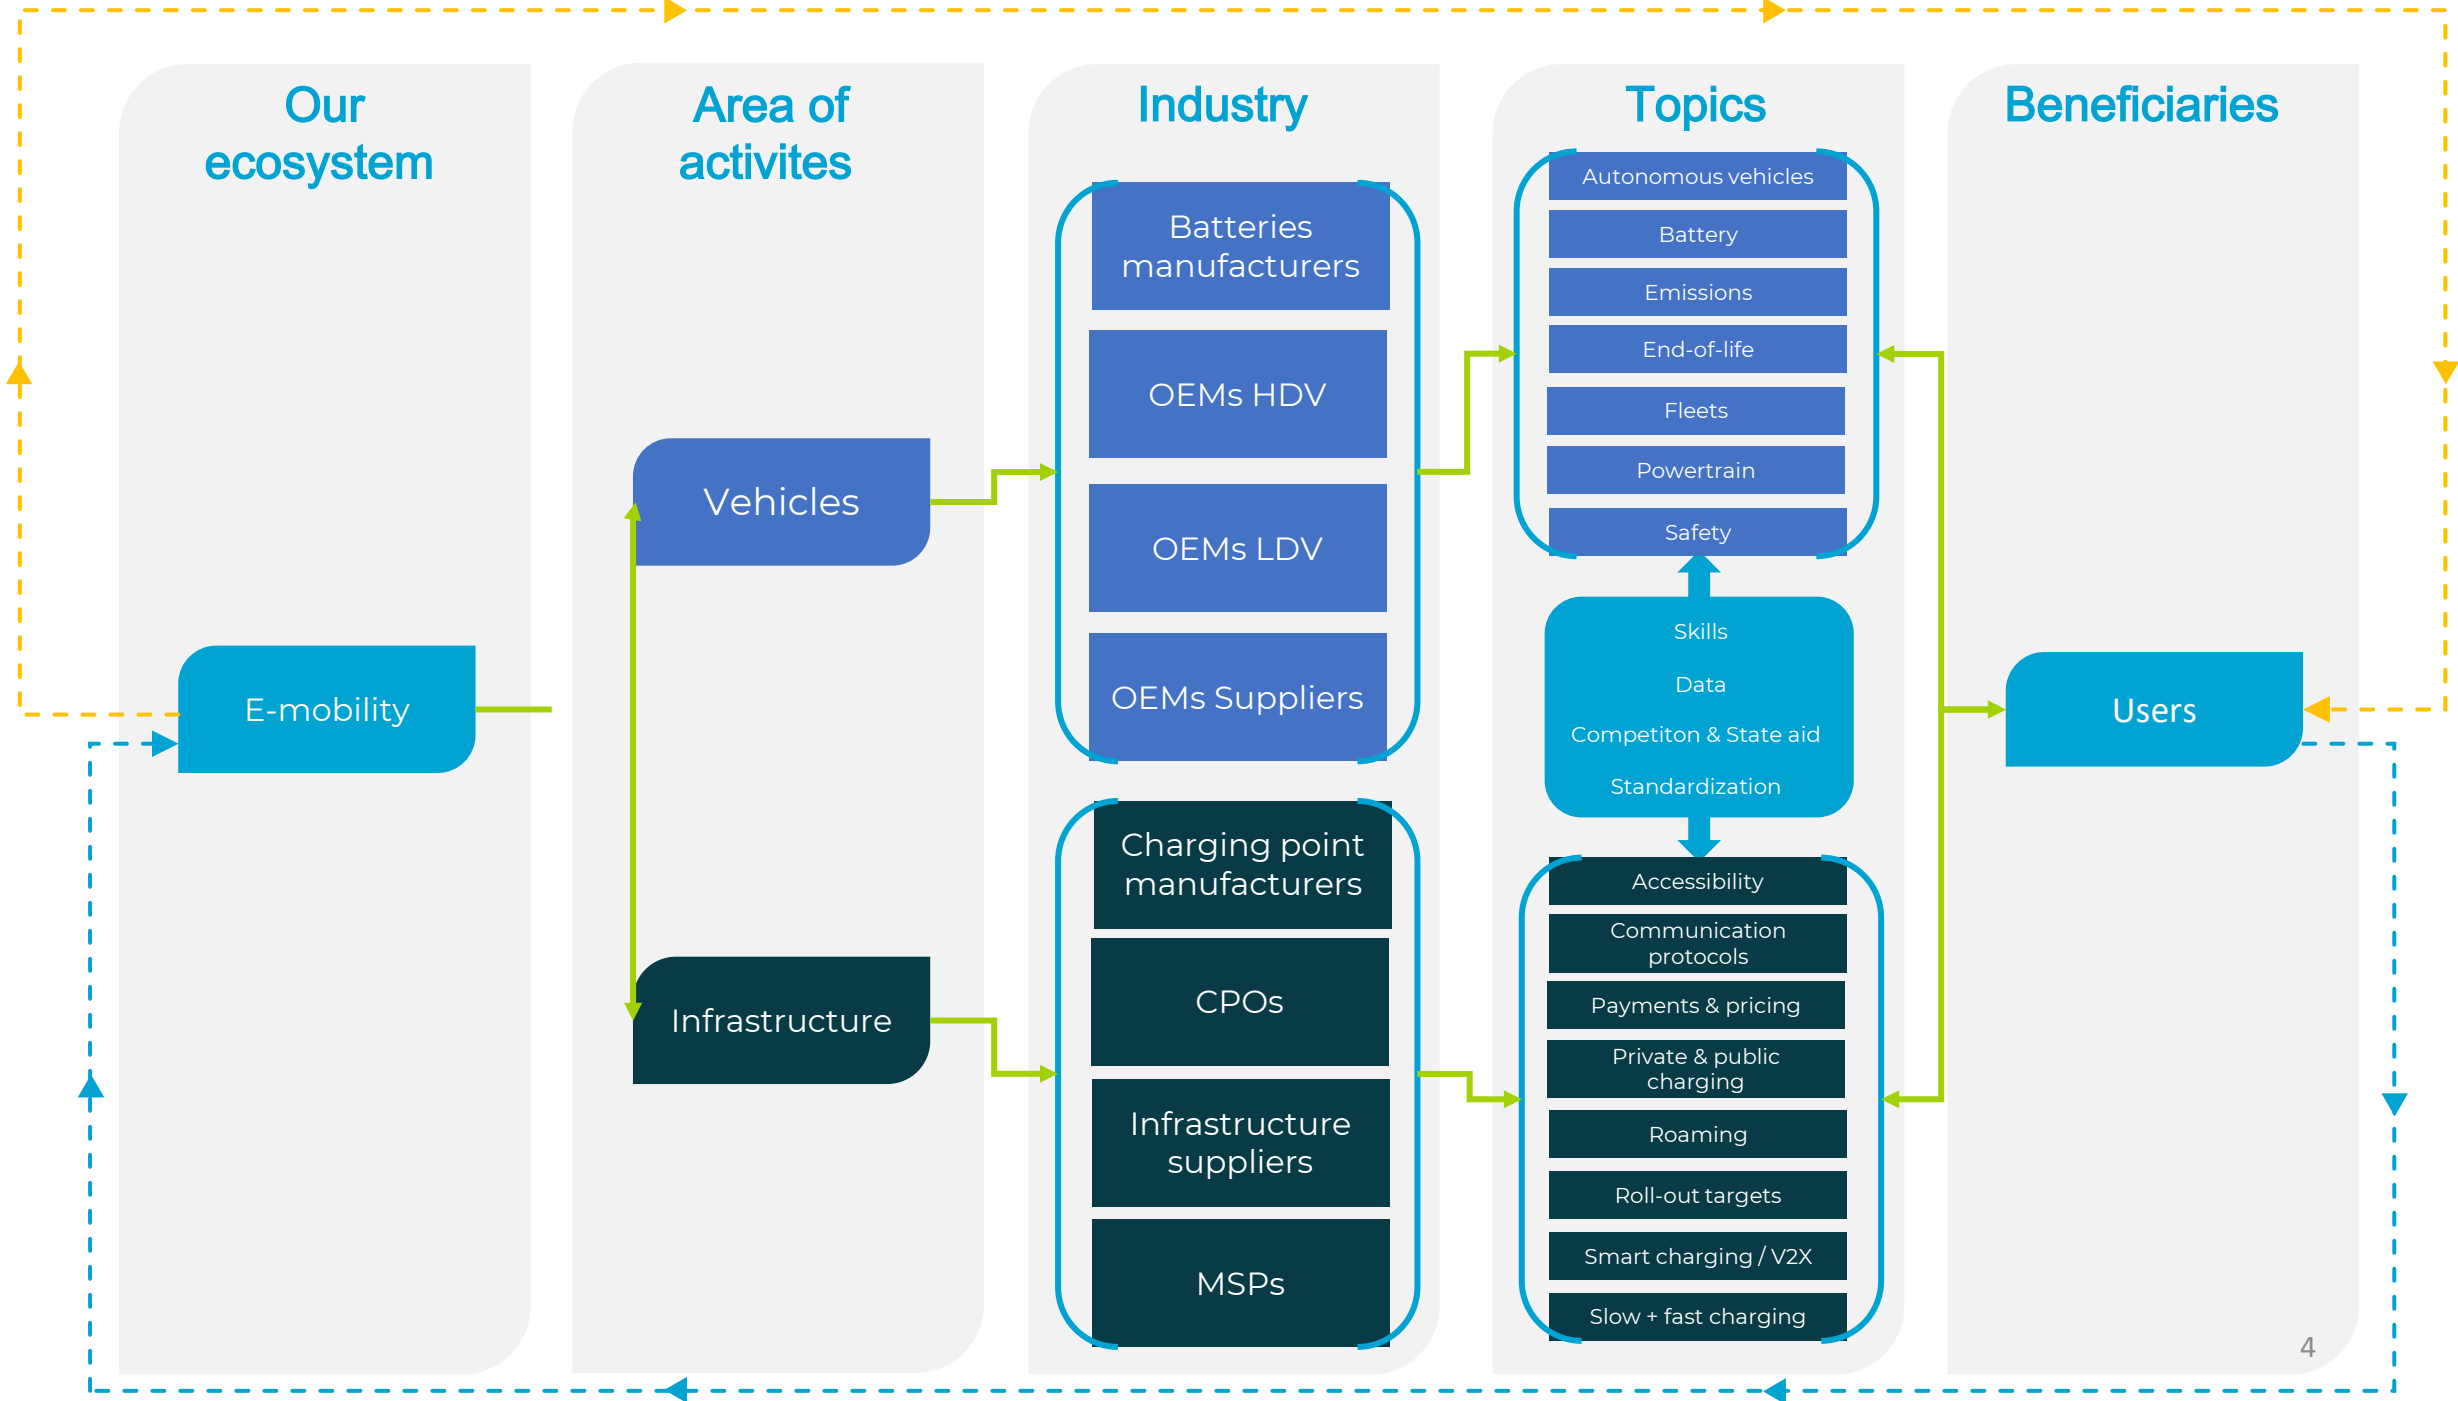 Our
ecosystem
E-mobility
Area of
activites
Vehicles
Infrastructure
Industry
Batteries
manufacturers
OEMs HDV
OEMs LDV
OEMs Suppliers
Charging point
manufacturers
CPOs
Infrastructure
suppliers
MSPs
Topics
Autonomous vehicles
Battery
Emissions
End-of-life
Fleets
Powertrain
Safety
Skills
Data
Competiton & State aid
Standardization
Accessibility
Communication
protocols
Payments & pricing
Private & public
charging
Roaming
Roll-out targets
Smart charging / V2X
Slow + fast charging
Beneficiaries
Users
4